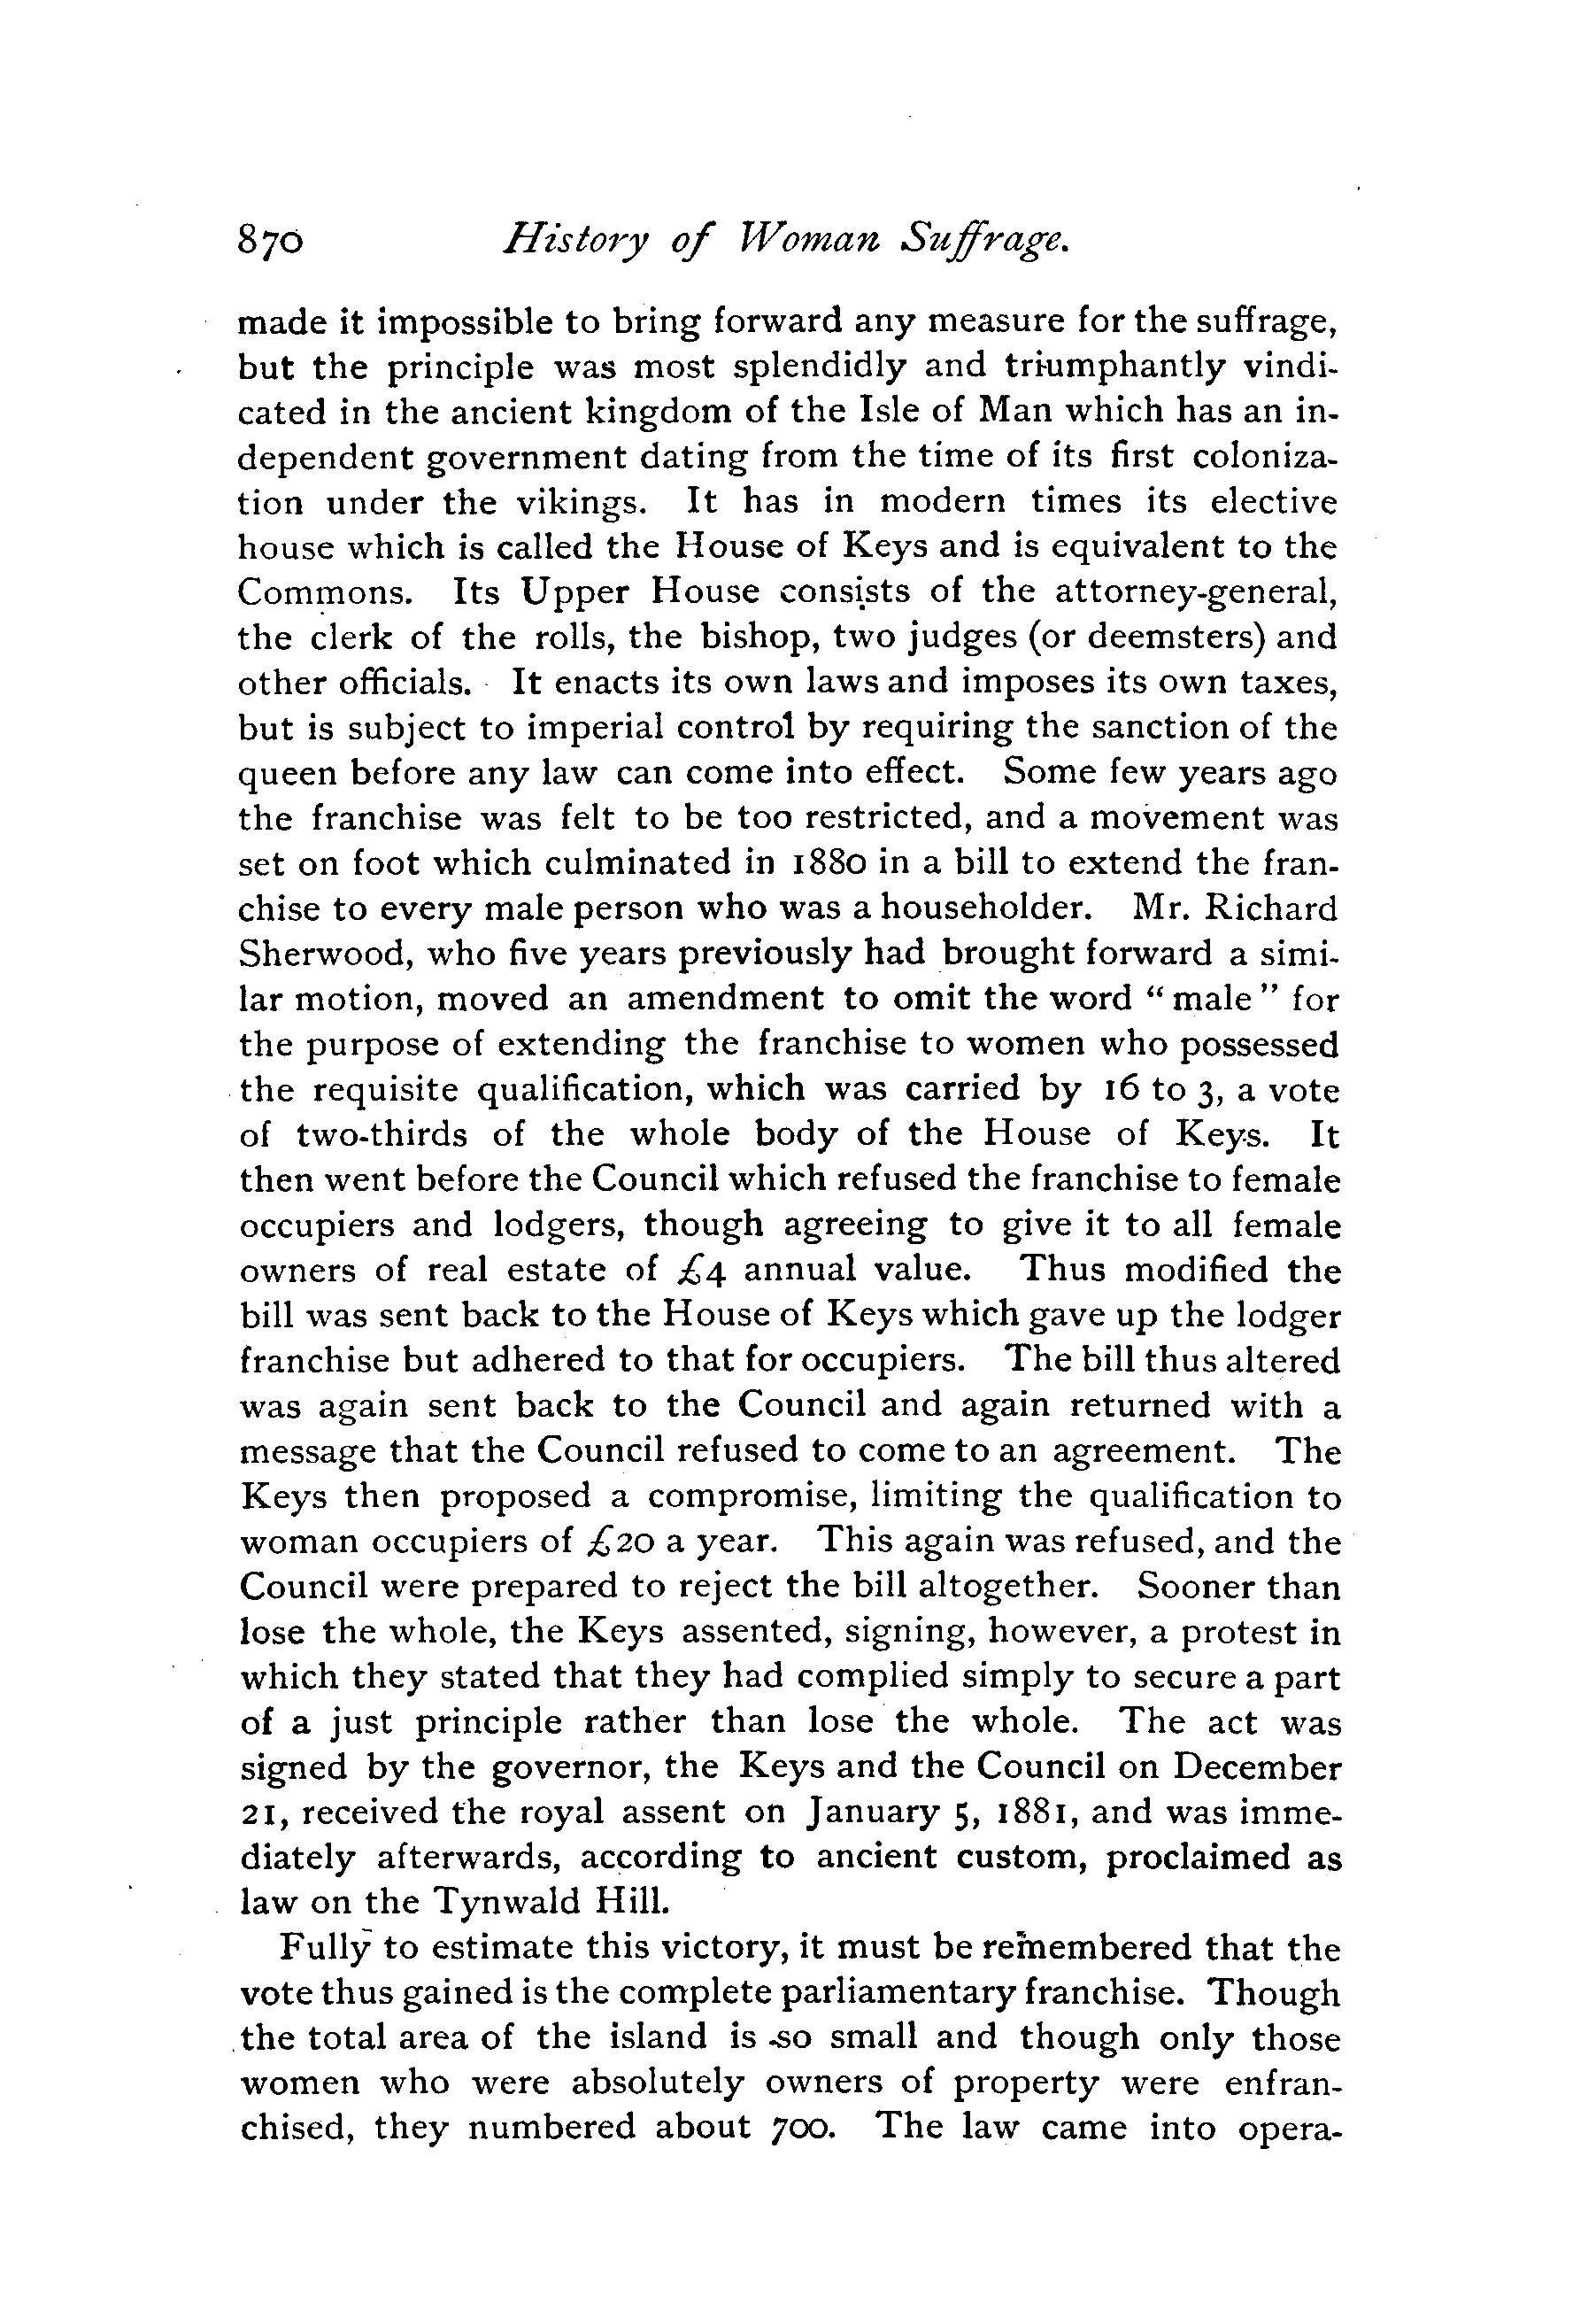 870 History of Woman Suffrage.
made it impossible to bring forward any measure for the suffrage,
but the principle was most splendidly and triumphantly vindi-
cated in the ancient kingdom of the Isle of Man which has an in-
dependent government dating from the time of its first coloniza-
tion under the vikings. It has in modern times its elective
house which is called the House of Keys and is equivalent to the
Commons. Its Upper House consists of the attorney-general,
the clerk of the rolls, the bishop, two judges (or deemsters) and
other officials. It enacts its own laws and imposes its own taxes,
but is subject to imperial control by requiring the sanction of the
queen before any law can come into effect. Some few years ago
the franchise was felt to be too restricted, and a movement was
set on foot which culminated in 1880 in a bill to extend the fran-
chise to every male person who was a householder. Mr. Richard
Sherwood, who five years previously had brought forward a simi-
lar motion, moved an amendment to omit the word "male" for
the purpose of extending the franchise to women who possessed
the requisite qualification, which was carried by 16 to 3, a vote
of two-thirds of the whole body of the House of Keys. It
then went before the Council which refused the franchise to female
occupiers and lodgers, though agreeing to give it to all female
owners of real estate of £4 annual value. Thus modified the
bill was sent back to the House of Keys which gave up the lodger
franchise but adhered to that for occupiers. The bill thus altered
was again sent back to the Council and again returned with a
message that the Council refused to come to an agreement. The
Keys then proposed a compromise, limiting the qualification to
woman occupiers of £20 a year. This again was refused, and the
Council were prepared to reject the bill altogether. Sooner than
lose the whole, the Keys assented, signing, however, a protest in
which they stated that they had complied simply to secure a part
of a just principle rather than lose the whole. The act was
signed by the governor, the Keys and the Council on December
21, received the royal assent on January 5, 1881, and was imme-
diately afterwards, according to ancient custom, proclaimed as
law on the Tynwald Hill.
Fully to estimate this victory, it must be remembered that the
vote thus gained is the complete parliamentary franchise. Though
the total area of the island is so small and though only those
women who were absolutely owners of property were enfran-
chised, they numbered about 700. The law came into opera-